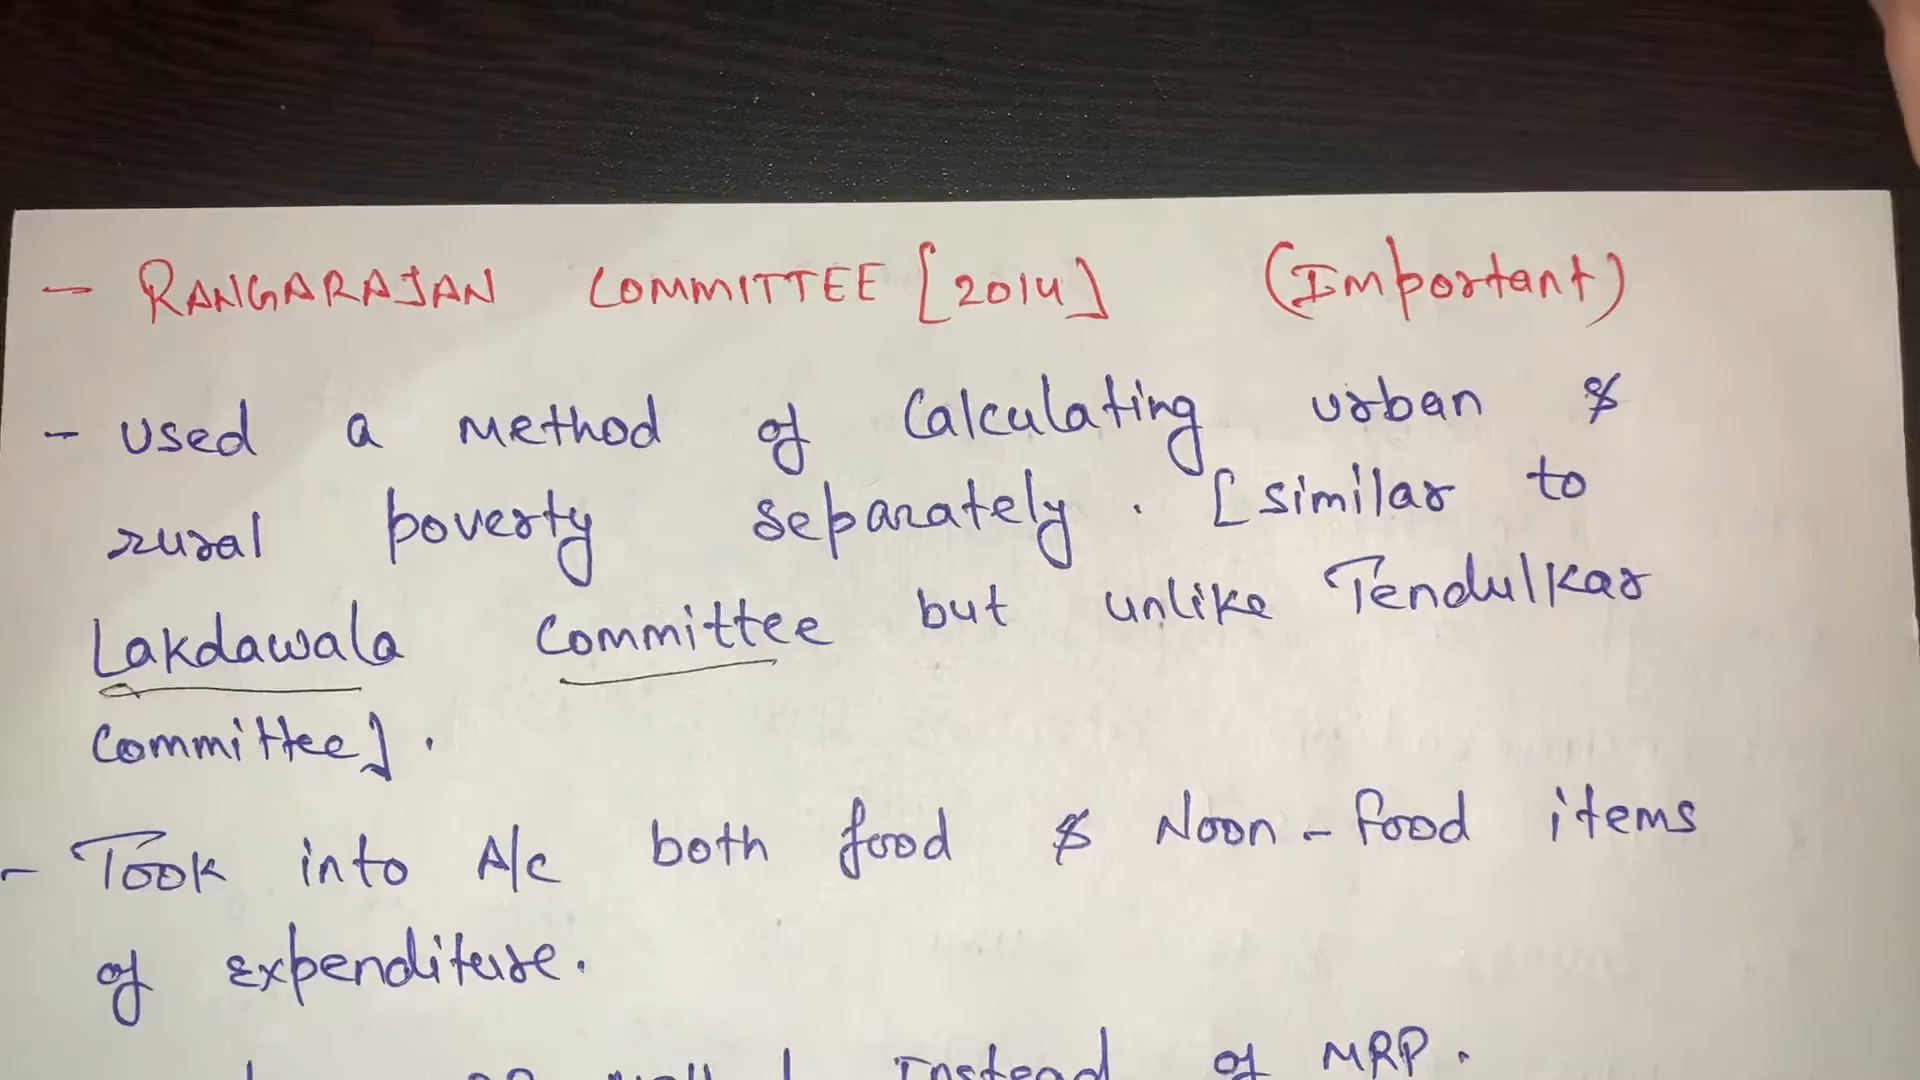 - RANGARAJAN COMMITTEE [2014] (Important)
- used a method of Calculating urban &
rural poverty separately. [similar to
Lakdawala Committee but unlike Tendulkar
Committee].
- Took into A/c both food & Noon-food items
of expenditure.
Instead of MRP.